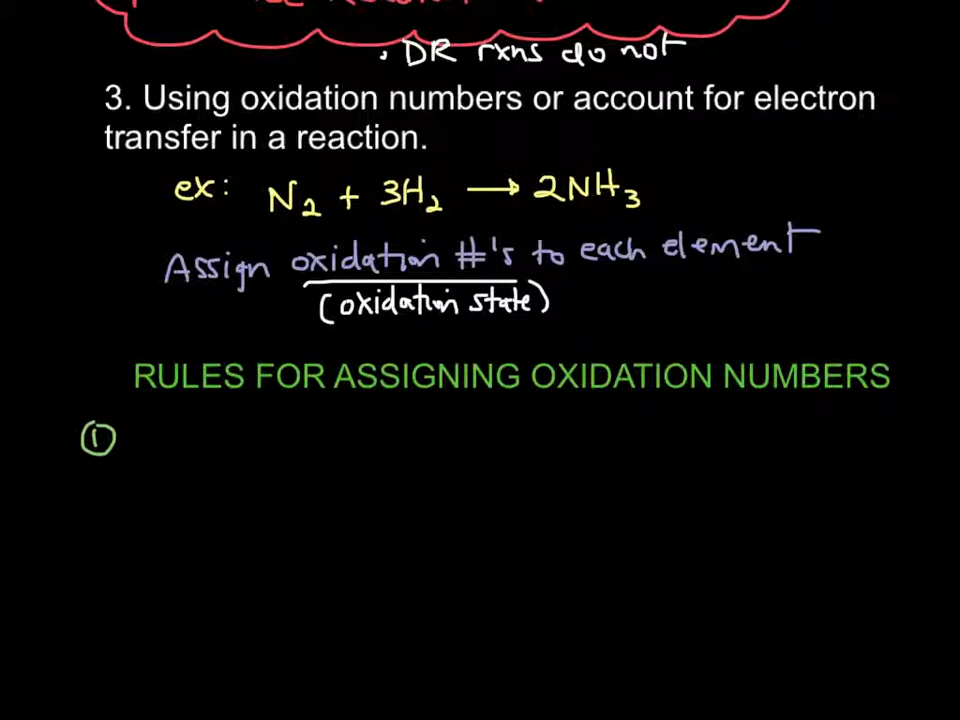 · DR rxns do not
3. Using oxidation numbers or account for electron
transfer in a reaction.
ex: N₂ + 3H₂ → 2NH₃
Assign oxidation #'s to each element
(oxidation state)
RULES FOR ASSIGNING OXIDATION NUMBERS
①